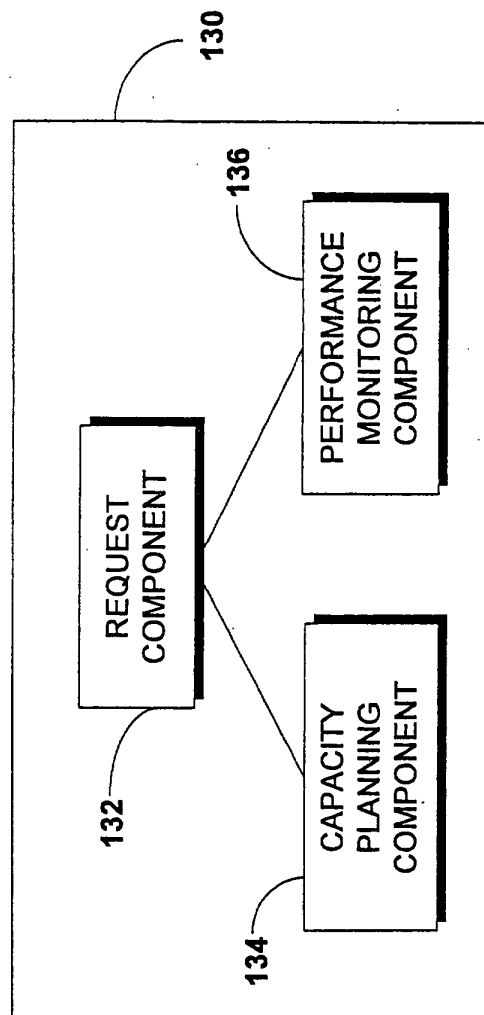 130
REQUEST
COMPONENT
132
136
CAPACITY
PLANNING
COMPONENT
134
PERFORMANCE
MONITORING
COMPONENT